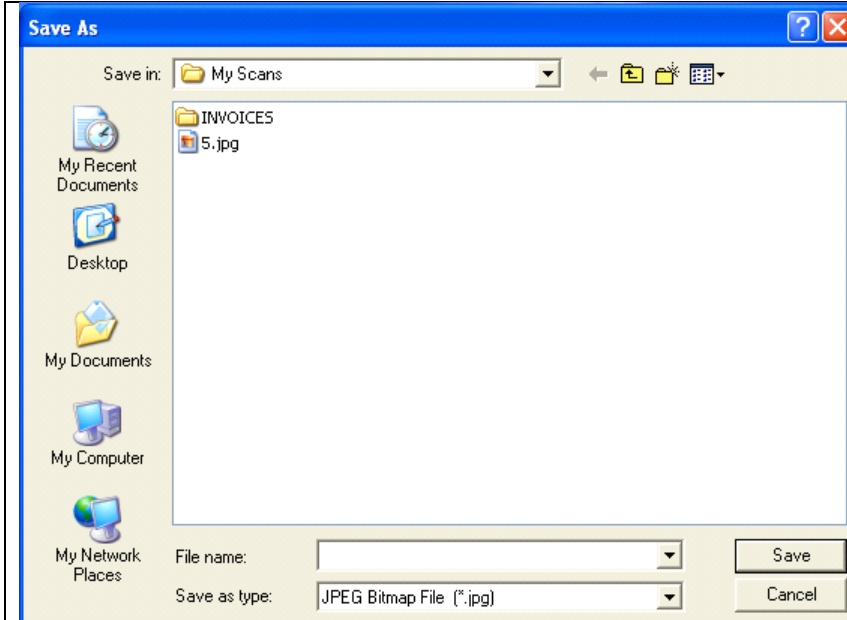 Save As
Save in: My Scans
INVOICES
5.jpg
My Recent
Documents
Desktop
My Documents
My Computer
My Network
Places
File name:
Save
Save as type: JPEG Bitmap File (*.jpg)
Cancel